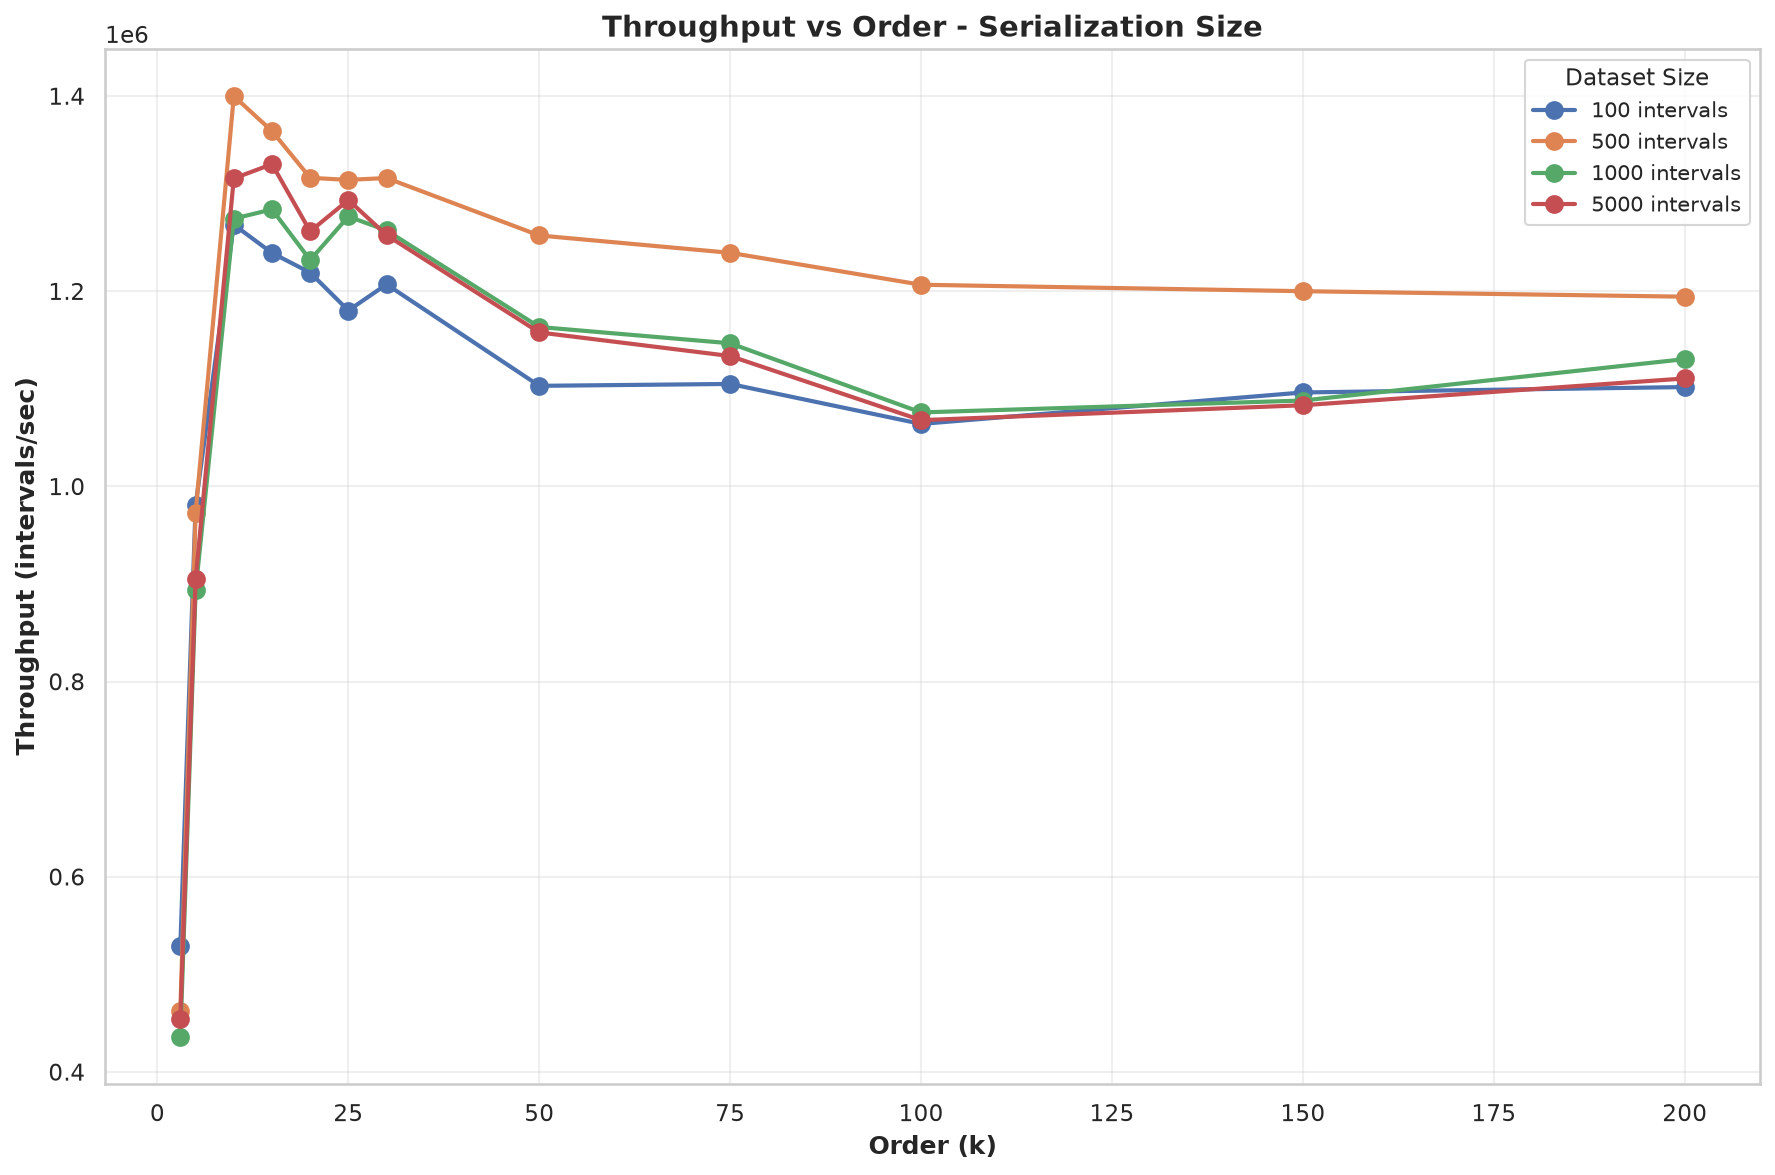 Throughput vs Order - Serialization Size
1e6
Throughput (intervals/sec)
1.4
1.2
1.0
0.8
0.6
0.4
Dataset Size
100 intervals
500 intervals
1000 intervals
5000 intervals
0 25 50 75 100 125 150 175 200
Order (k)